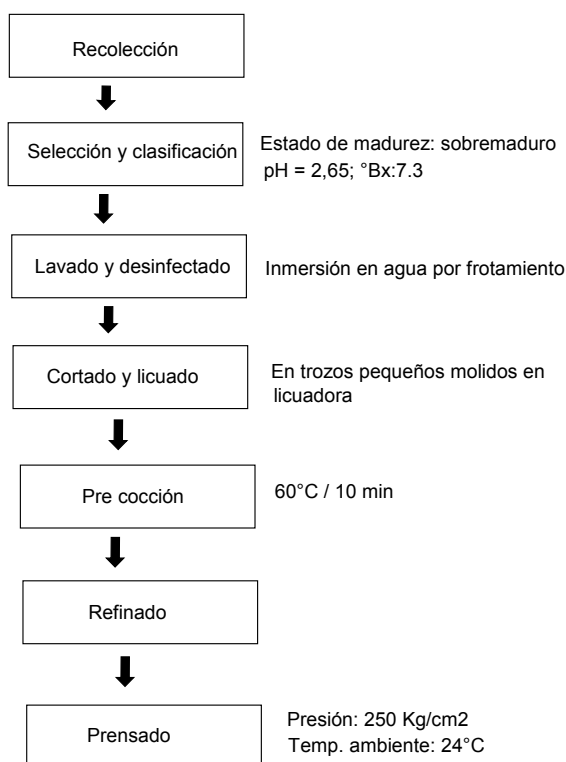 Recolección
Selección y clasificación
Estado de madurez: sobremaduro
pH = 2,65; °Bx:7.3
Lavado y desinfectado
Inmersión en agua por frotamiento
Cortado y licuado
En trozos pequeños molidos en
licuadora
Pre cocción
60°C / 10 min
Refinado
Prensado
Presión: 250 Kg/cm2
Temp. ambiente: 24°C